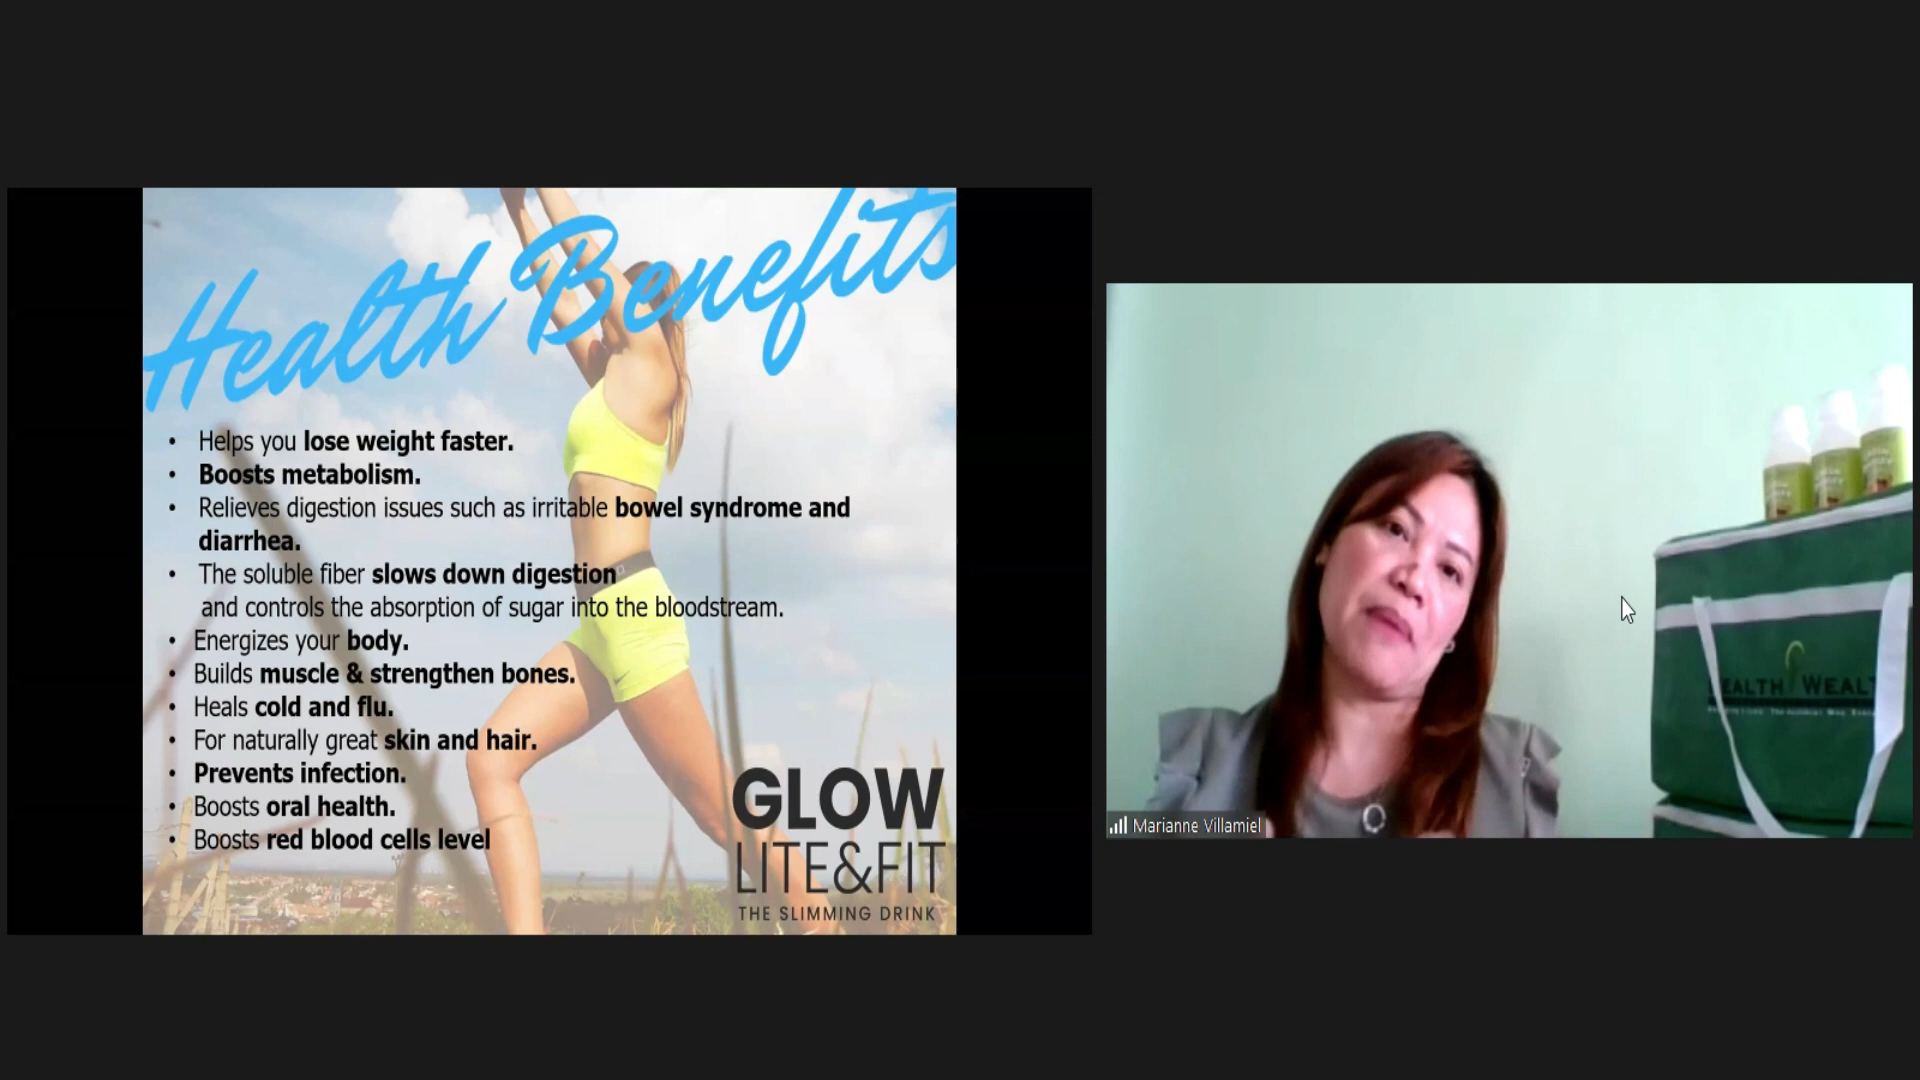 Health Benefits
• Helps you lose weight faster.
• Boosts metabolism.
• Relieves digestion issues such as irritable bowel syndrome and
diarrhea.
• The soluble fiber slows down digestion
and controls the absorption of sugar into the bloodstream.
• Energizes your body.
• Builds muscle & strengthen bones.
• Heals cold and flu.
• For naturally great skin and hair.
• Prevents infection.
• Boosts oral health.
• Boosts red blood cells level
GLOW
LITE&FIT
THE SLIMMING DRINK
EALTH WEALT
Marianne Villamiel